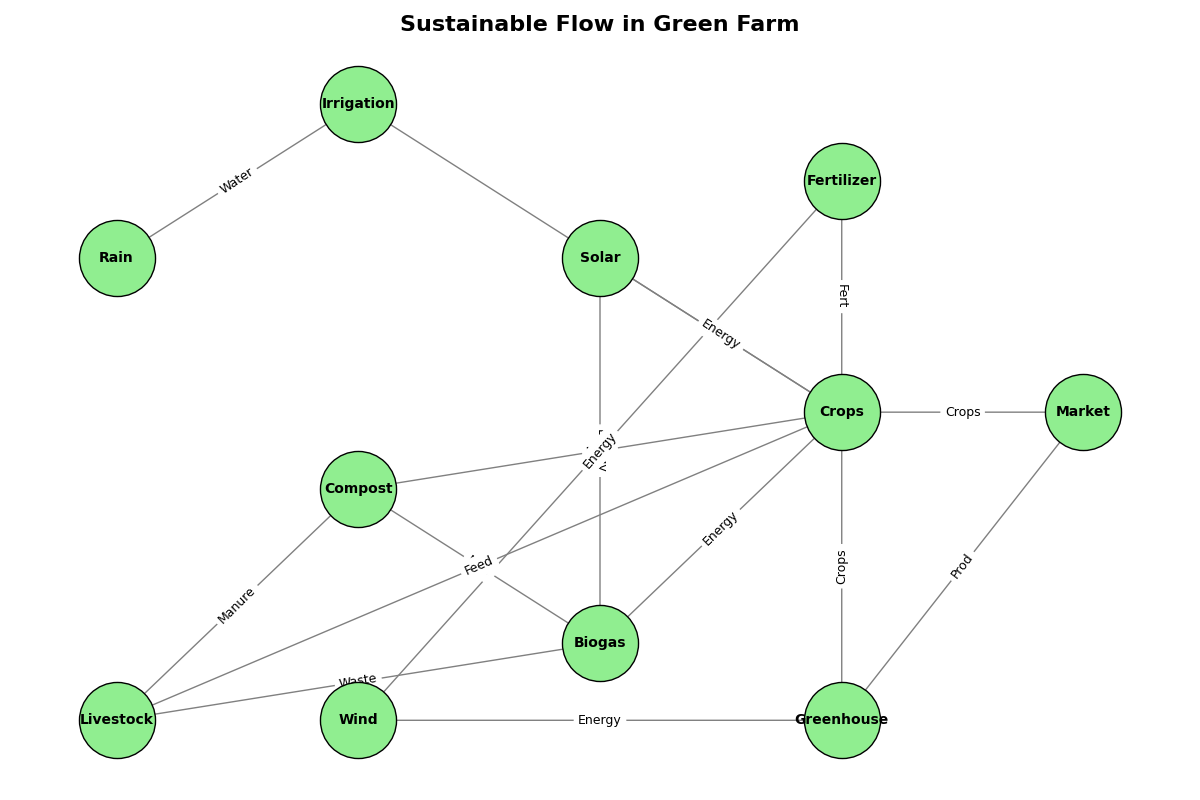 Sustainable Flow in Green Farm
Irrigation
Fertilizer
Water
Rain
Solar
Fert
Energy
Crops
Crops
Market
Energy
Compost
Energy
Feed
Crops
Prod
Manure
Biogas
Waste
Livestock
Wind
Energy
Greenhouse